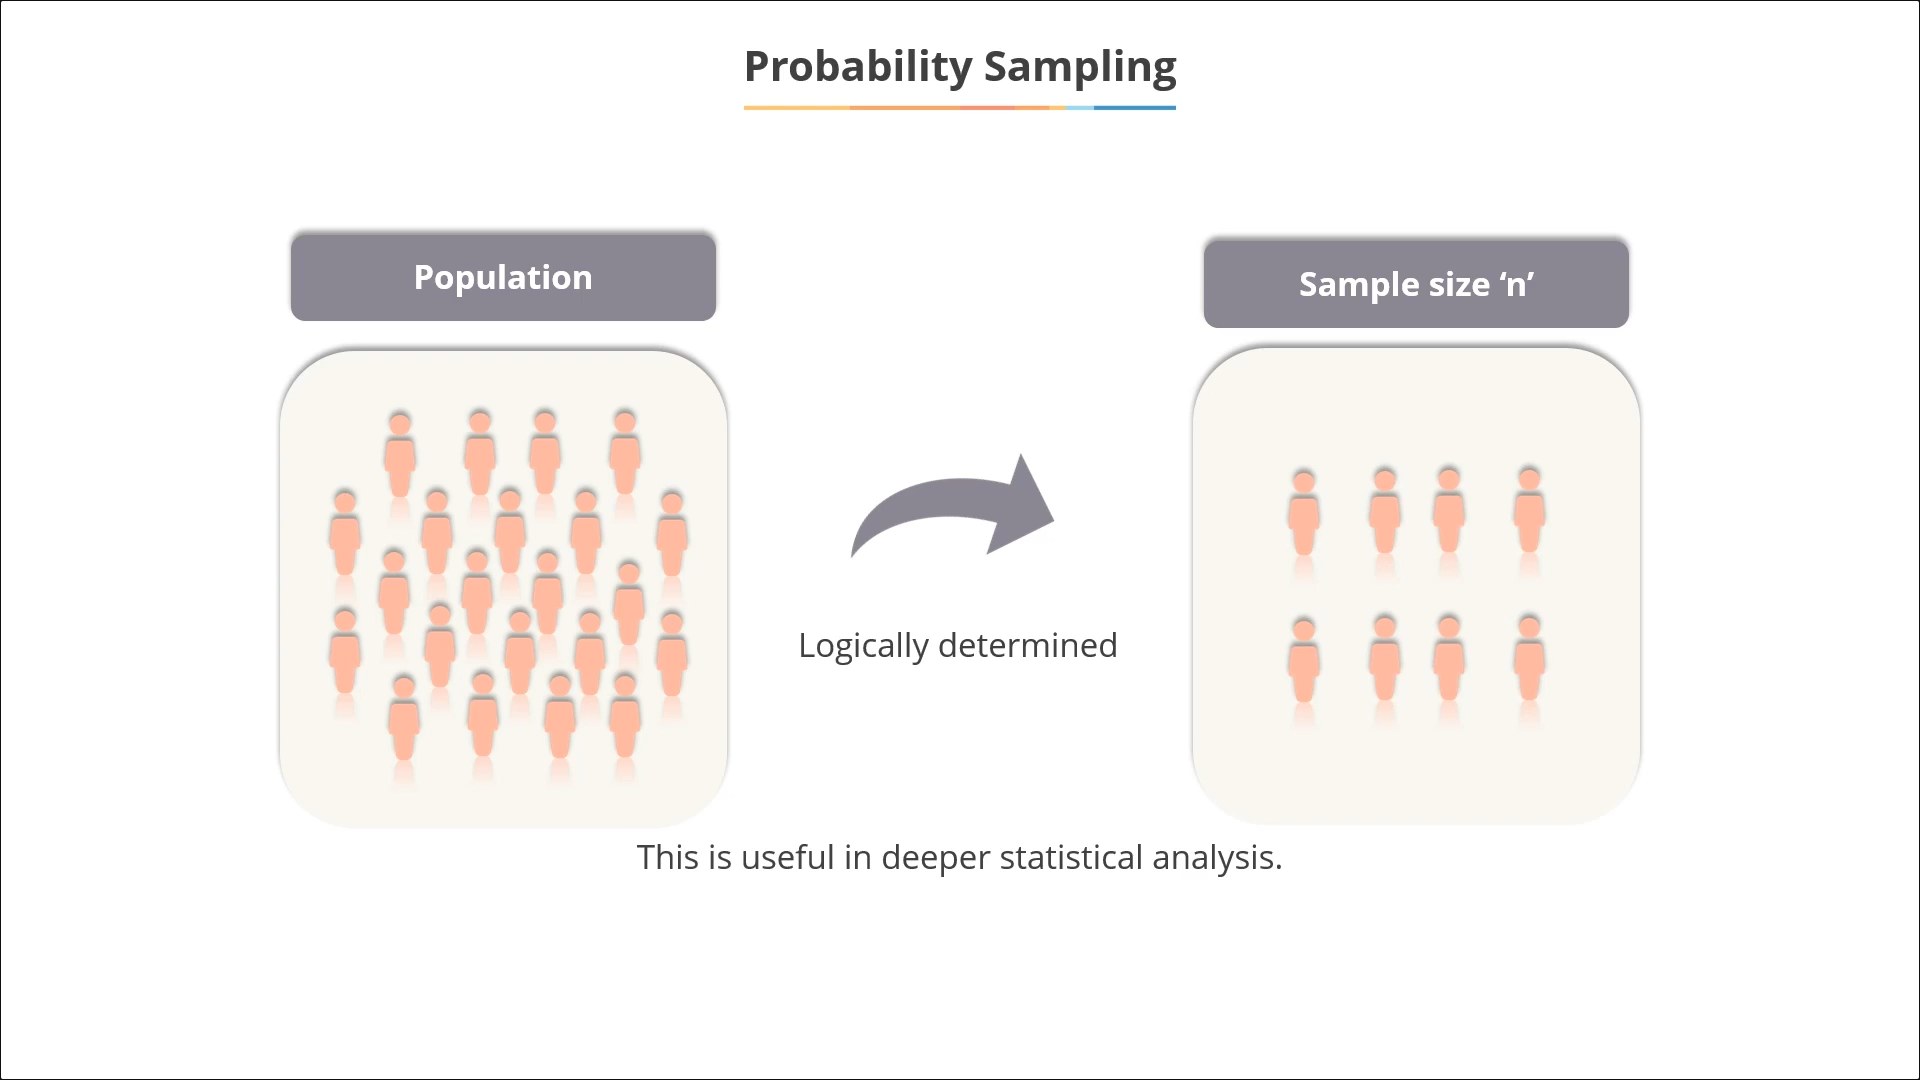 Probability Sampling
Population
Sample size ‘n’
Logically determined
This is useful in deeper statistical analysis.